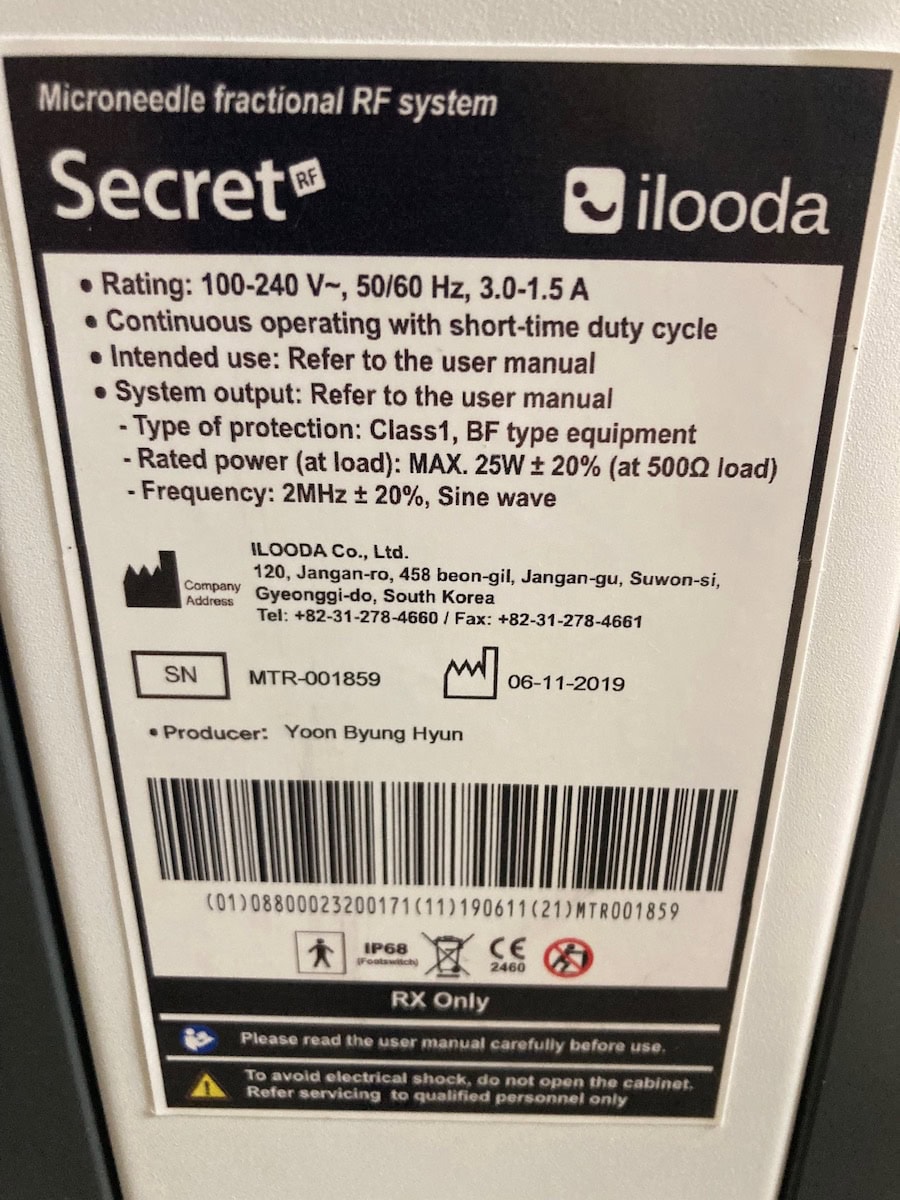 Microneedle fractional RF system
Secret RF
ilooda
• Rating: 100-240 V~, 50/60 Hz, 3.0-1.5 A
• Continuous operating with short-time duty cycle
• Intended use: Refer to the user manual
• System output: Refer to the user manual
- Type of protection: Class1, BF type equipment
- Rated power (at load): MAX. 25W ± 20% (at 500Ω load)
- Frequency: 2MHz ± 20%, Sine wave
Company Address
ILOODA Co., Ltd.
120, Jangan-ro, 458 beon-gil, Jangan-gu, Suwon-si,
Gyeonggi-do, South Korea
Tel: +82-31-278-4660 / Fax: +82-31-278-4661
SN MTR-001859 06-11-2019
• Producer: Yoon Byung Hyun
(01)08800023200171(11)190611(21)MTR001859
IP68
(Footswitch)
CE
2460
RX Only
Please read the user manual carefully before use.
To avoid electrical shock, do not open the cabinet.
Refer servicing to qualified personnel only